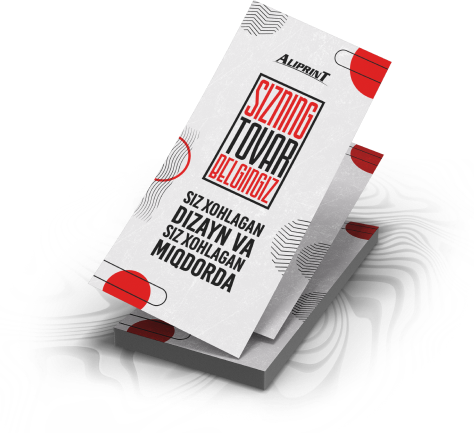 ALIPRINT
SIZNING
TOVAR
BELGINGIZ
SIZ XOHLAGAN
DIZAYN VA
SIZ XOHLAGAN
MIQDORDA